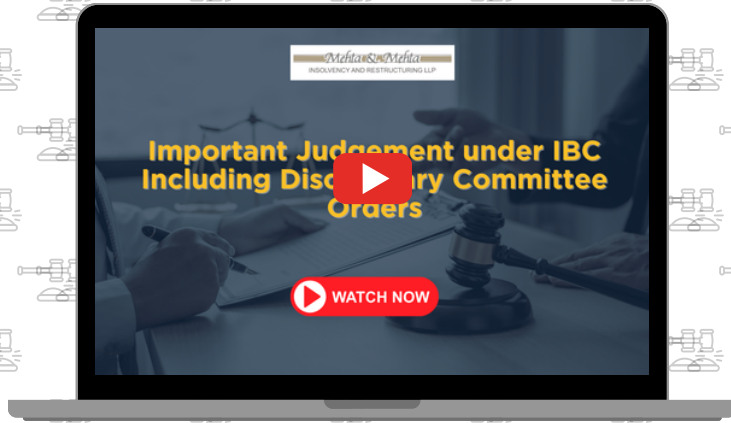 Mehta & Mehta
INSOLVENCY AND RESTRUCTURING LLP
Important Judgement under IBC
Including Committee
Orders
WATCH NOW